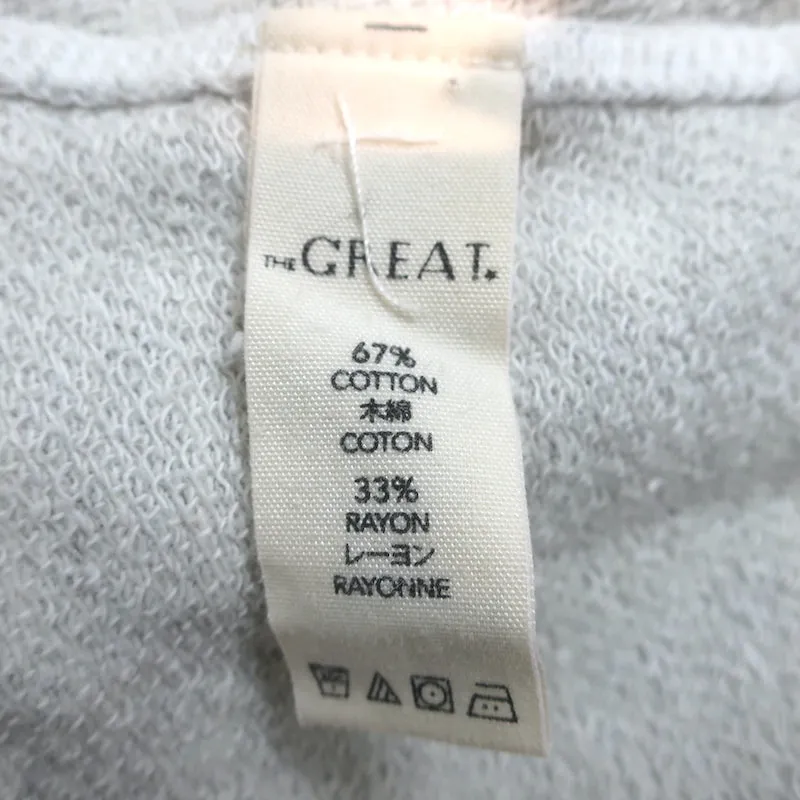 THE GREAT.
67%
COTTON
木綿
COTON
33%
RAYON
レーヨン
RAYONNE